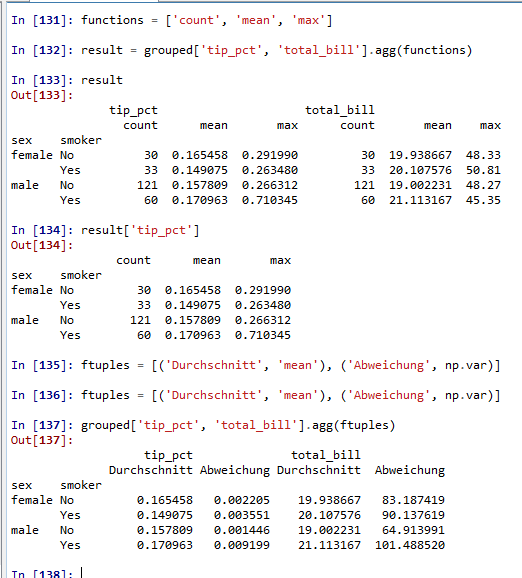 In [131]: functions = ['count', 'mean', 'max']
In [132]: result = grouped['tip_pct', 'total_bill'].agg(functions)
In [133]: result
Out[133]:
tip_pct total_bill
count mean max count mean max
sex smoker
female No 30 0.165458 0.291990 30 19.938667 48.33
Yes 33 0.149075 0.263480 33 20.107576 50.81
male No 121 0.157809 0.266312 121 19.002231 48.27
Yes 60 0.170963 0.710345 60 21.113167 45.35
In [134]: result['tip_pct']
Out[134]:
count mean max
sex smoker
female No 30 0.165458 0.291990
Yes 33 0.149075 0.263480
male No 121 0.157809 0.266312
Yes 60 0.170963 0.710345
In [135]: ftuples = [('Durchschnitt', 'mean'), ('Abweichung', np.var)]
In [136]: ftuples = [('Durchschnitt', 'mean'), ('Abweichung', np.var)]
In [137]: grouped['tip_pct', 'total_bill'].agg(ftuples)
Out[137]:
tip_pct total_bill
Durchschnitt Abweichung Durchschnitt Abweichung
sex smoker
female No 0.165458 0.002205 19.938667 83.187419
Yes 0.149075 0.003551 20.107576 90.137619
male No 0.157809 0.001446 19.002231 64.913991
Yes 0.170963 0.009199 21.113167 101.488520
In [138]: